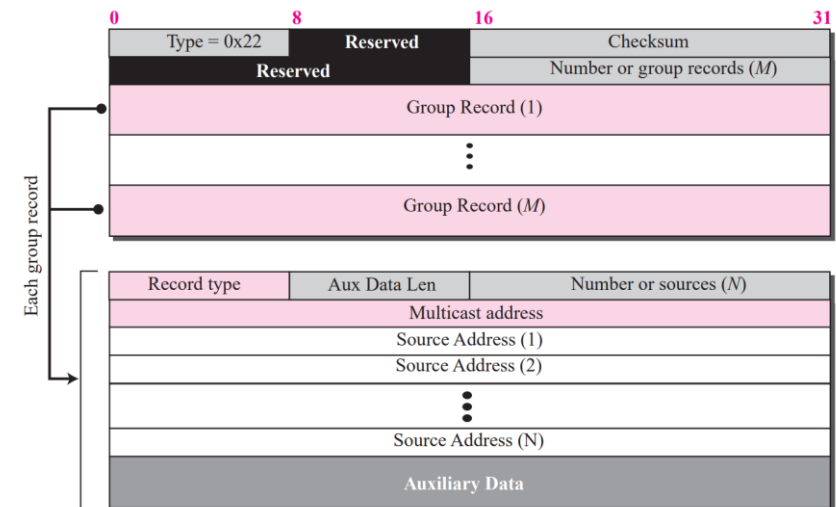 0 8 16 31
Type = 0x22 Reserved Checksum
Reserved Number or group records (M)
Group Record (1)
Group Record (M)
Each group record
Record type Aux Data Len Number or sources (N)
Multicast address
Source Address (1)
Source Address (2)
Source Address (N)
Auxiliary Data